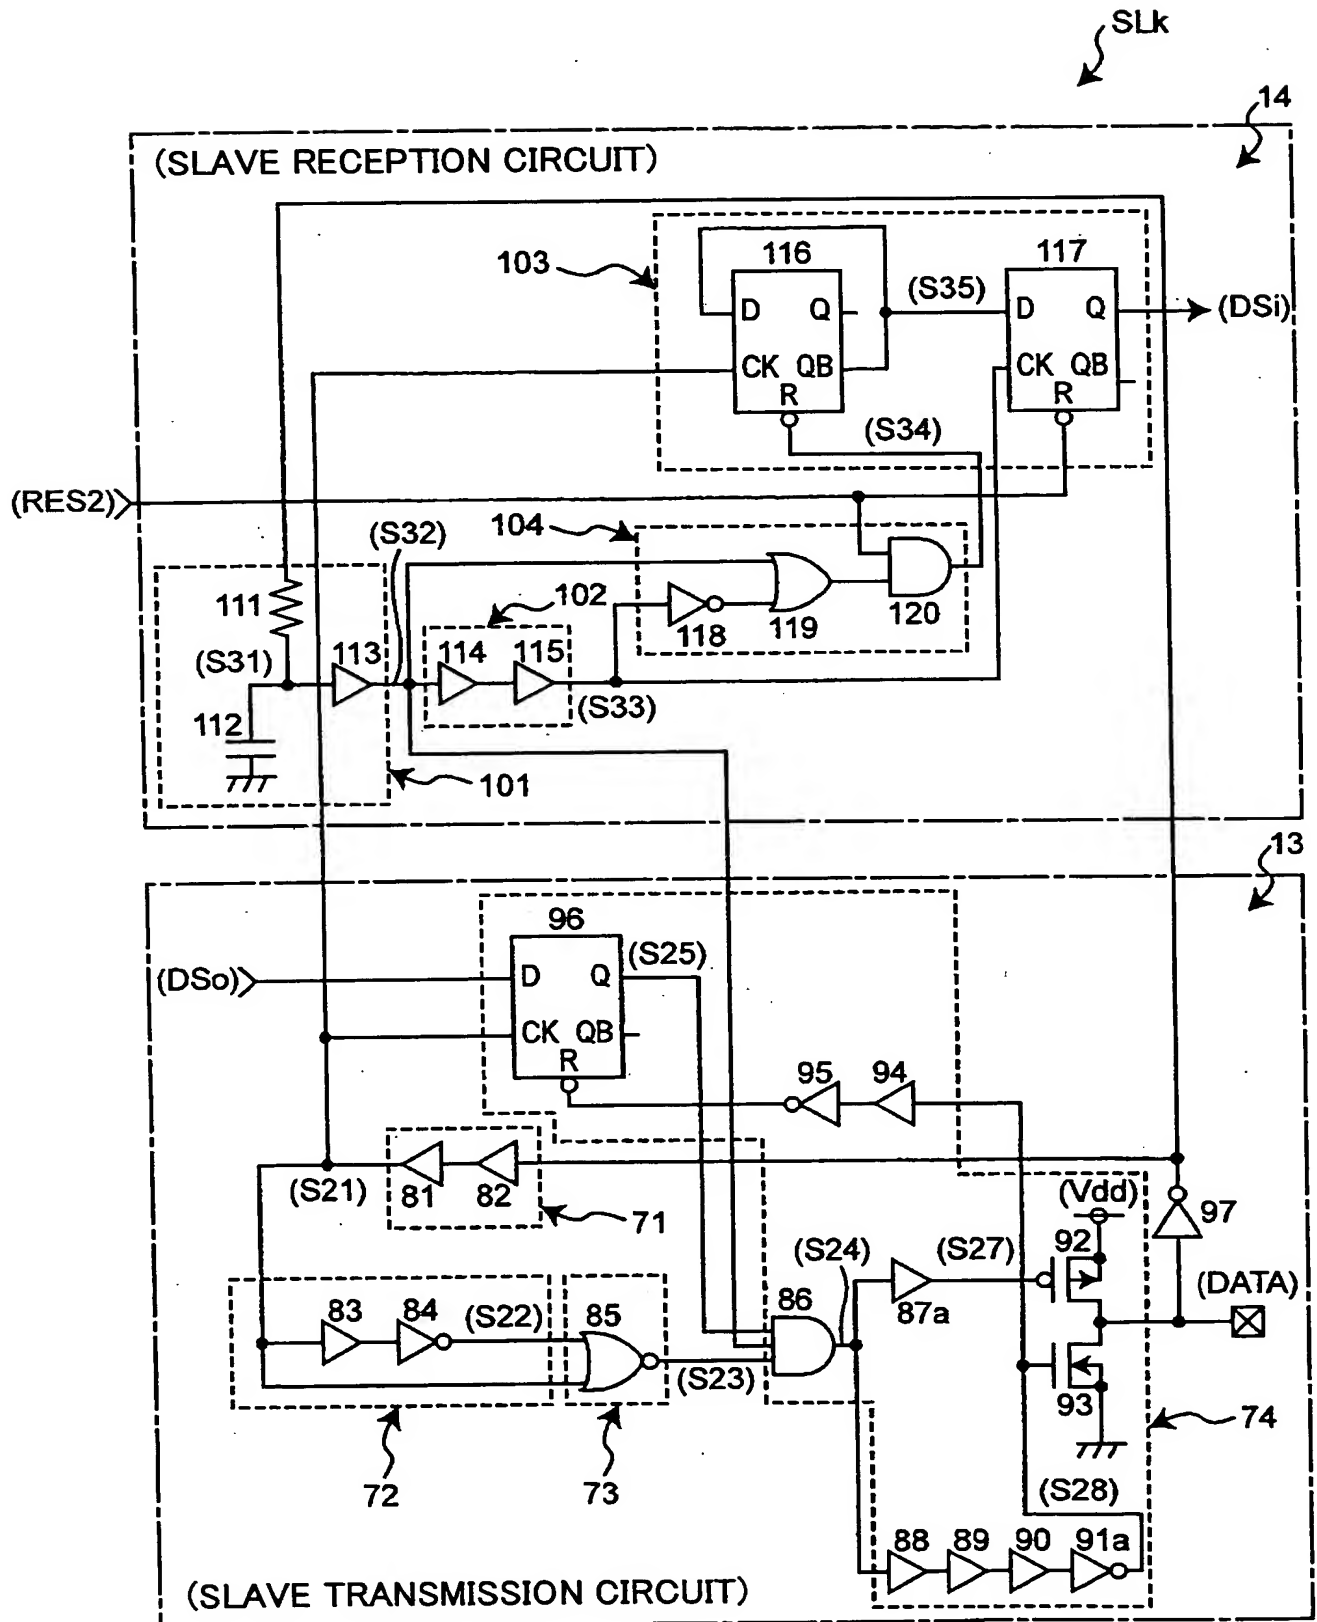 SLk
14
(SLAVE RECEPTION CIRCUIT)
103
116
117
D Q
CK QB
R
(S35)
D Q
CK QB
R
(DSi)
(S34)
(RES2)
104
(S32)
111
102
118
119
120
(S31)
113
114
115
(S33)
112
101
13
96
(DSo)
D Q
CK QB
R
(S25)
95
94
(S21)
81
82
71
(Vdd)
97
92
(S24)
(S27)
(DATA)
83
84
(S22)
85
86
87a
(S23)
93
74
72
73
(S28)
88
89
90
91a
(SLAVE TRANSMISSION CIRCUIT)